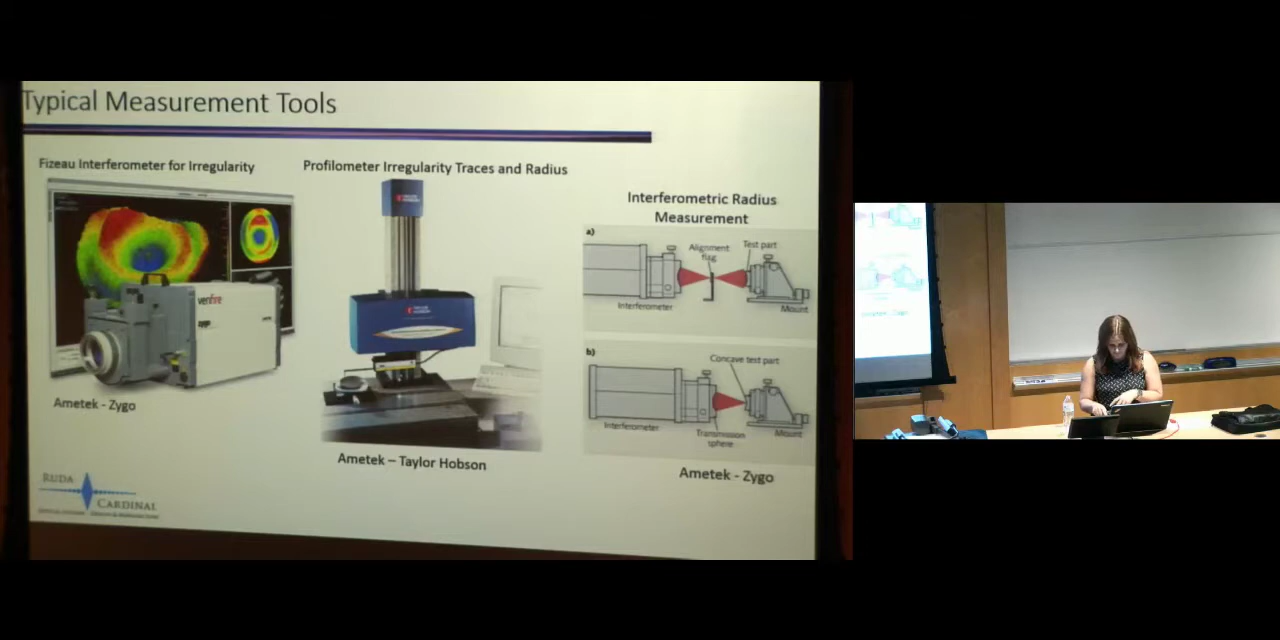 Typical Measurement Tools
Fizeau Interferometer for Irregularity
Profilometer Irregularity Traces and Radius
Interferometric Radius
Measurement
a)
Alignment
flag
Test part
Interferometer
Mount
b)
Concave test part
Interferometer
Transmission
sphere
Mount
verifire
Ametek - Zygo
Ametek – Taylor Hobson
Ametek - Zygo
RUDA
CARDINAL